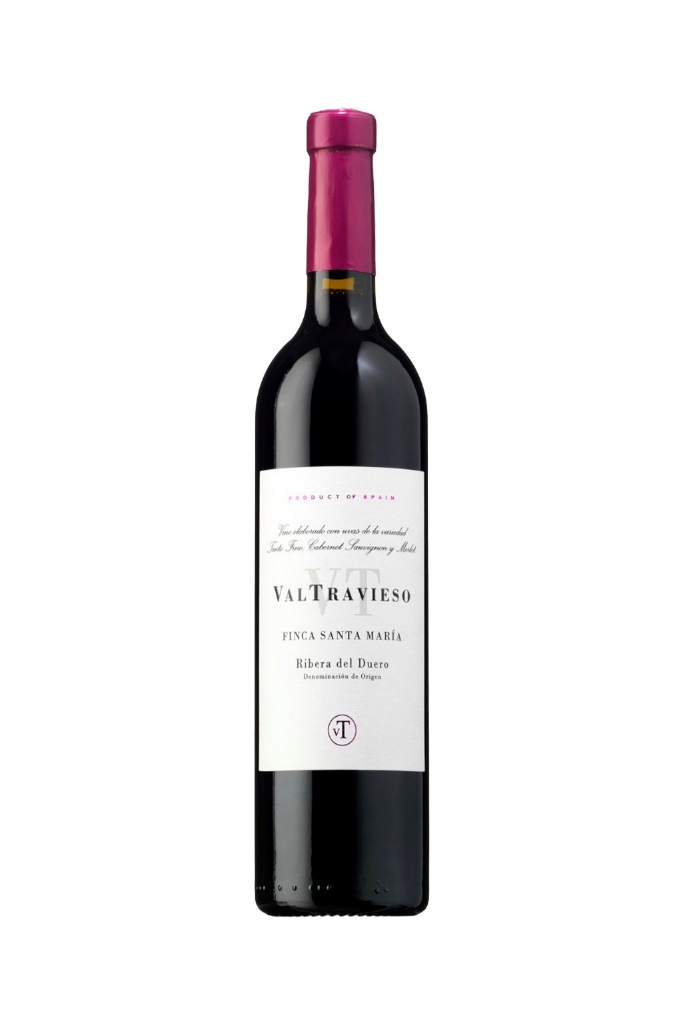 PRODUCT OF SPAIN
Vino elaborado con uvas de la variedad
Tinto Fino, Cabernet Sauvignon y Merlot.
VT
VALTRAVIESO
FINCA SANTA MARÍA
Ribera del Duero
Denominación de Origen
VT